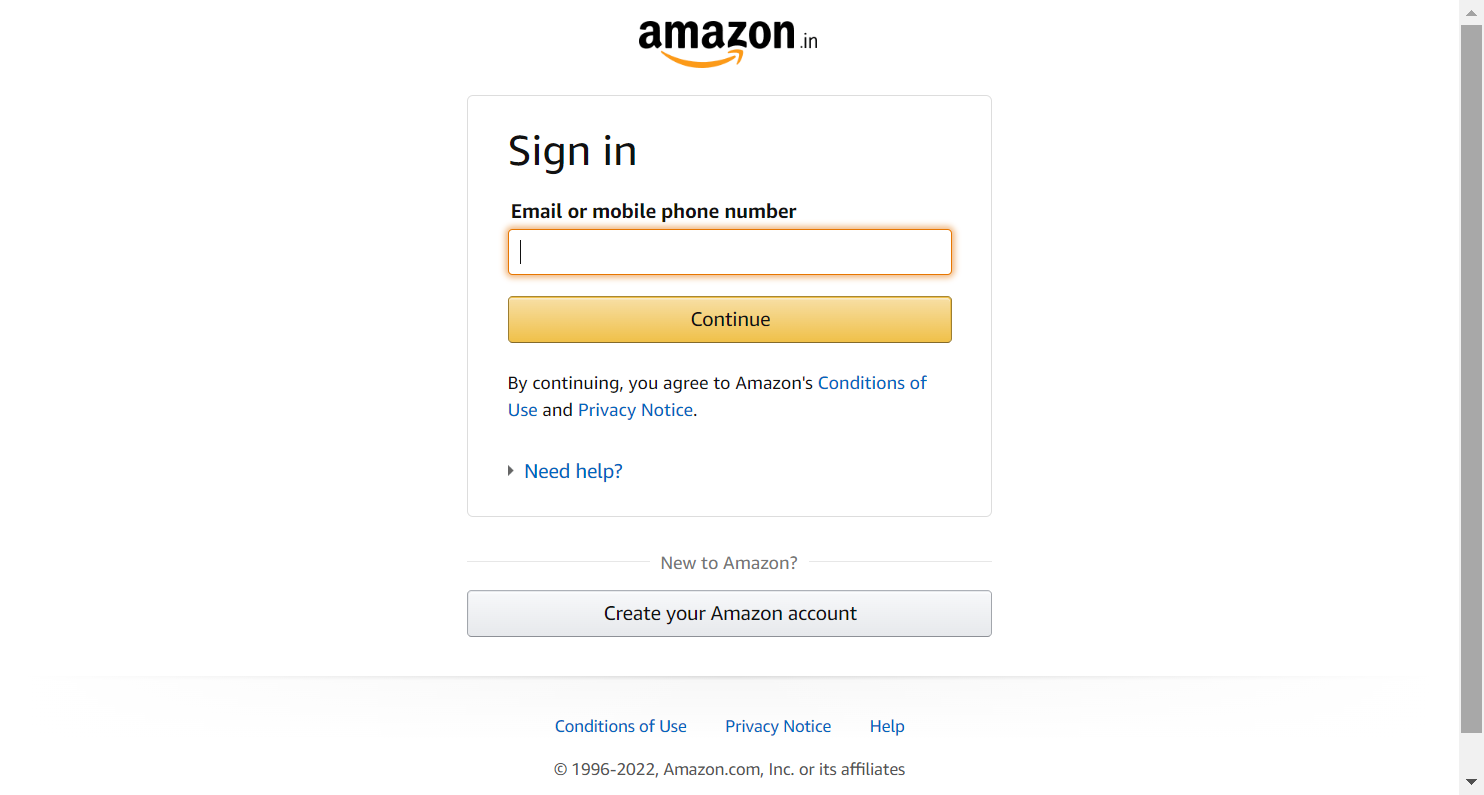 amazon.in
Sign in
Email or mobile phone number
Continue
By continuing, you agree to Amazon's Conditions of
Use and Privacy Notice.
Need help?
New to Amazon?
Create your Amazon account
Conditions of Use Privacy Notice Help
© 1996-2022, Amazon.com, Inc. or its affiliates